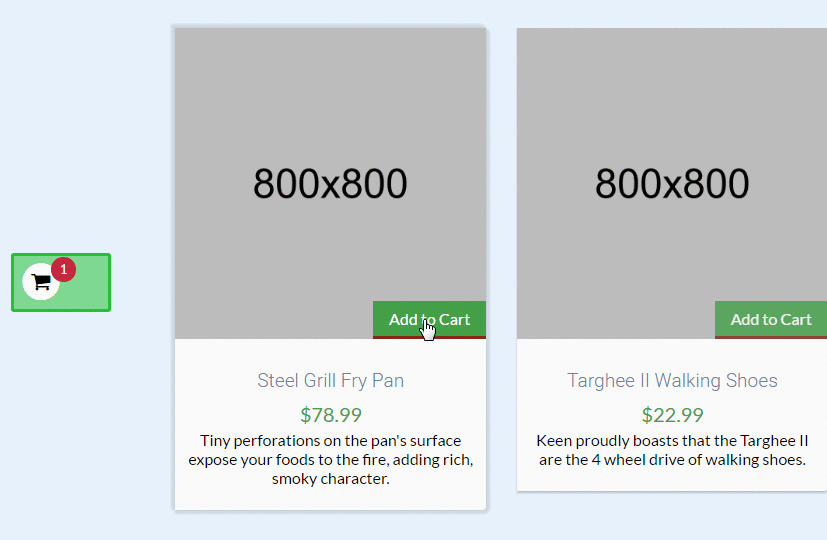 800x800
800x800
1
Add to Cart
Add to Cart
Steel Grill Fry Pan
$78.99
Tiny perforations on the pan's surface
expose your foods to the fire, adding rich,
smoky character.
Targhee II Walking Shoes
$22.99
Keen proudly boasts that the Targhee II
are the 4 wheel drive of walking shoes.